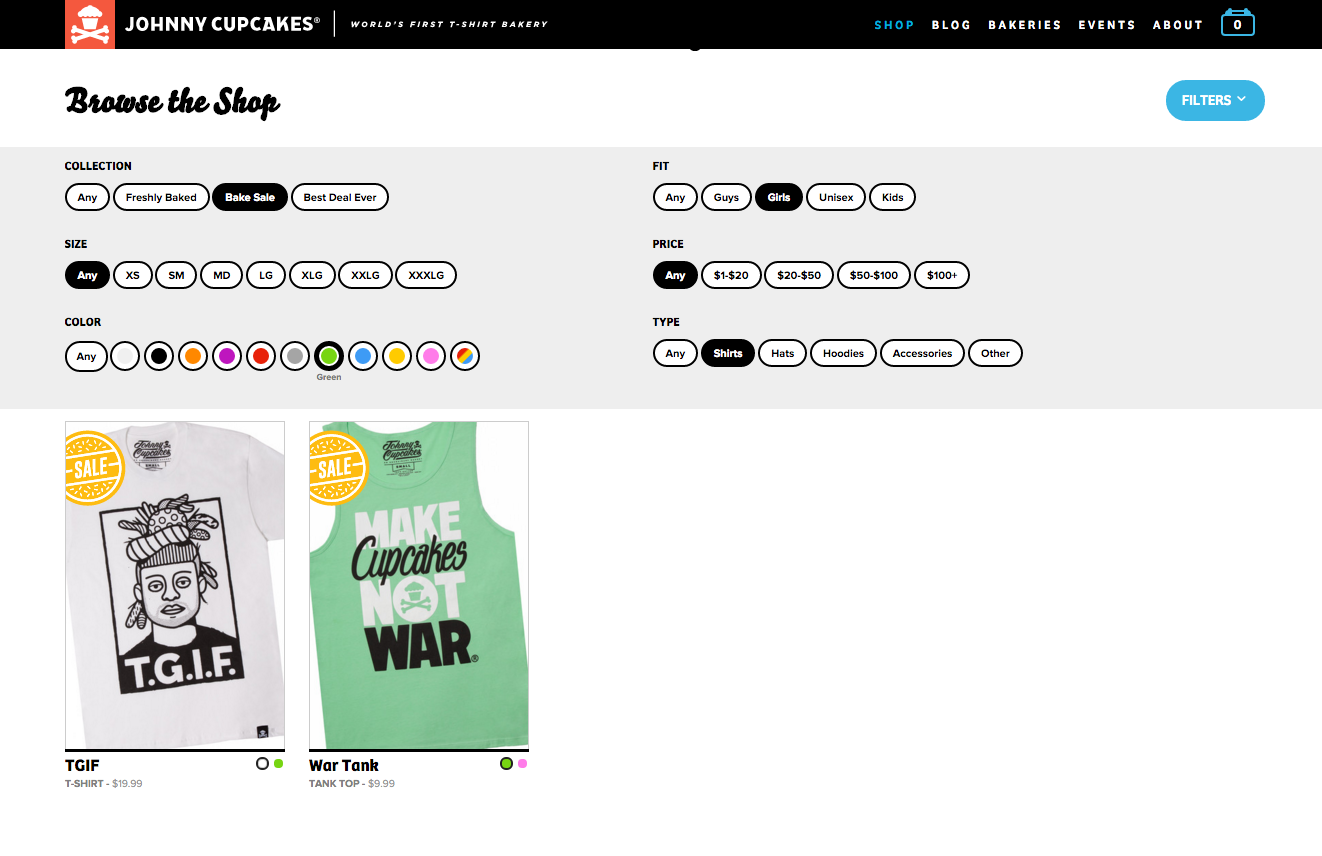 JOHNNY CUPCAKES® WORLD'S FIRST T-SHIRT BAKERY SHOP BLOG BAKERIES EVENTS ABOUT 0
Browse the Shop FILTERS
COLLECTION
Any Freshly Baked Bake Sale Best Deal Ever
SIZE
Any XS SM MD LG XLG XXLG XXXLG
COLOR
Any
Green
FIT
Any Guys Girls Unisex Kids
PRICE
Any $1-$20 $20-$50 $50-$100 $100+
TYPE
Any Shirts Hats Hoodies Accessories Other
SALE
Johnny
Cupcakes
SMALL
T.G.I.F.
TGIF
T-SHIRT - $19.99
SALE
Johnny
Cupcakes
SMALL
MAKE
Cupcakes
NOT
WAR®
War Tank
TANK TOP - $9.99